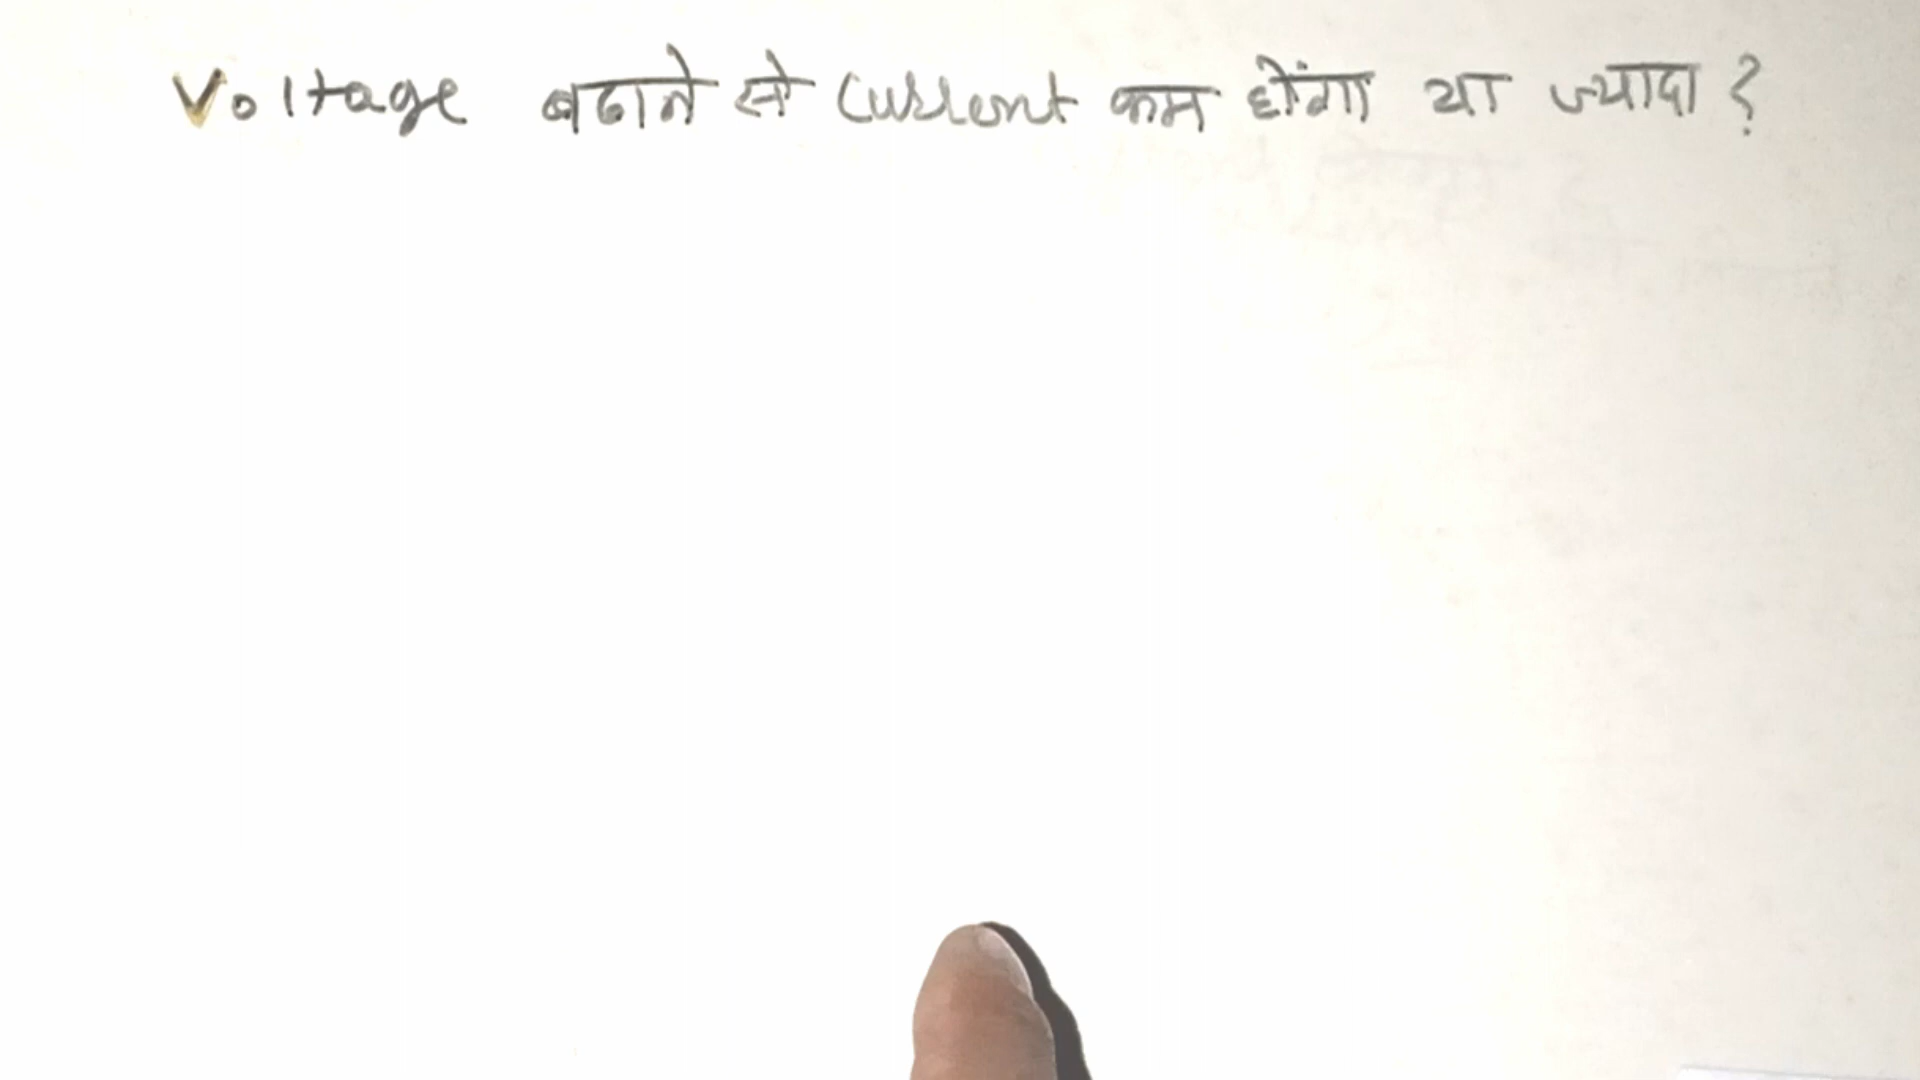 Voltage बढाने से Current कम होंगा या ज्यादा ?